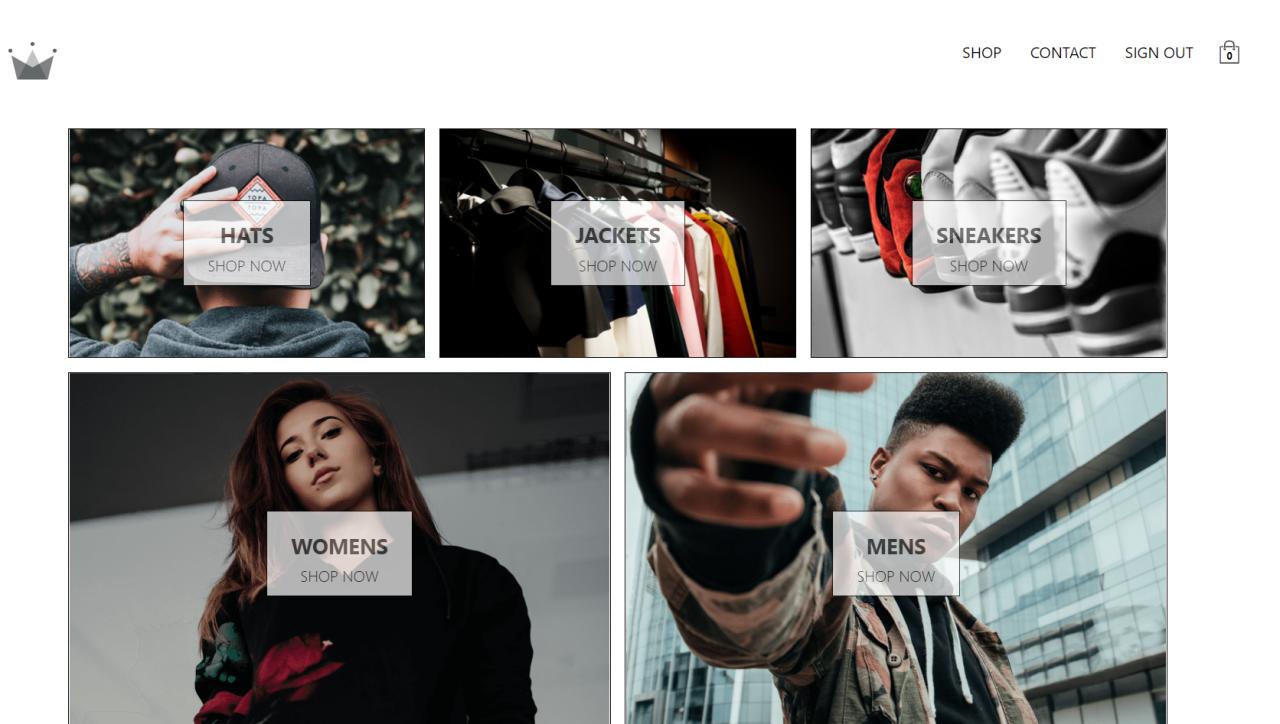 SHOP CONTACT SIGN OUT 0
TOPA
TOPA
HATS
SHOP NOW
JACKETS
SHOP NOW
SNEAKERS
SHOP NOW
WOMENS
SHOP NOW
MENS
SHOP NOW